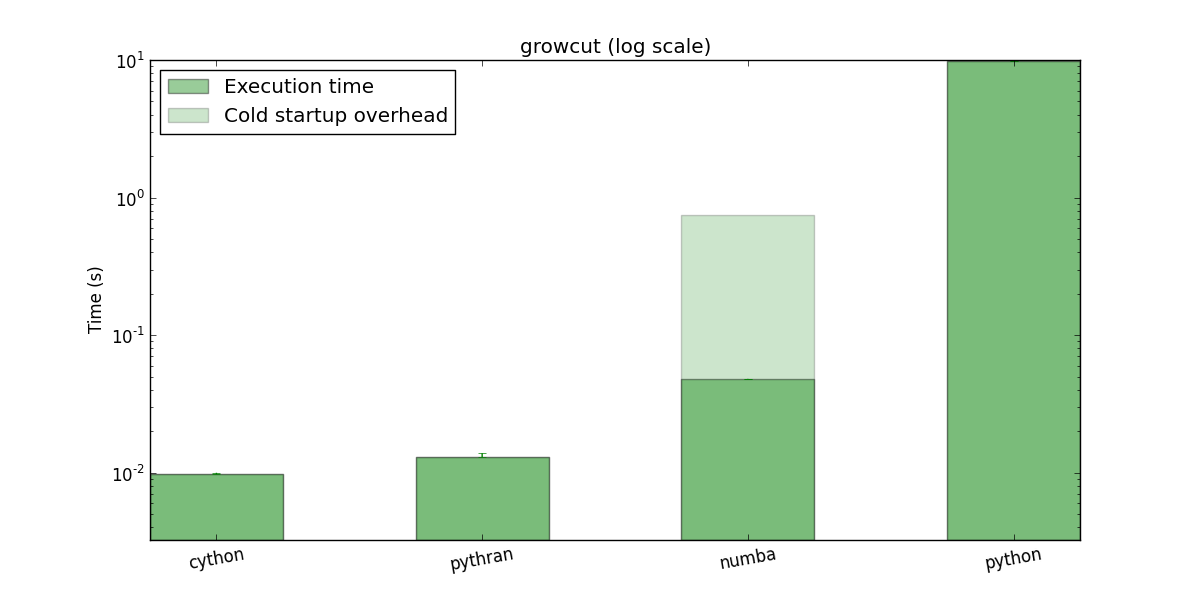 growcut (log scale)
Execution time
Cold startup overhead
Time (s)
10^1
10^0
10^-1
10^-2
cython
pythran
numba
python